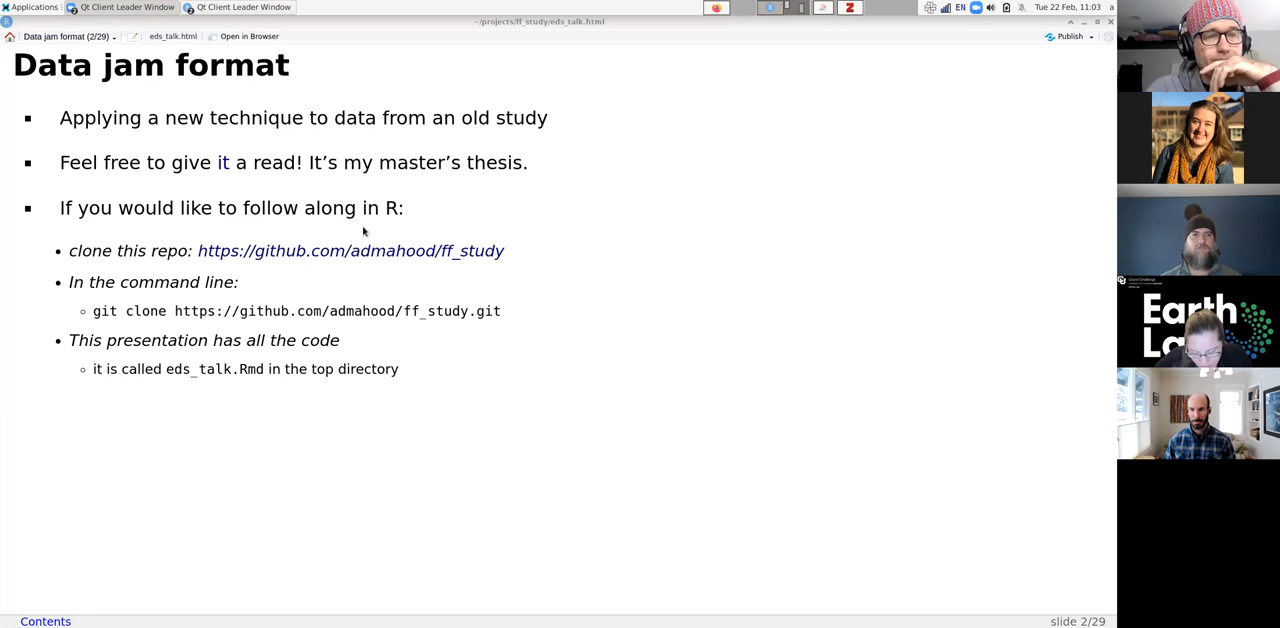 Applications
Qt Client Leader Window
Qt Client Leader Window
EN
Tue 22 Feb, 11:03
a
~/projects/ff_study/eds_talk.html
Data jam format (2/29)
eds_talk.html
Open in Browser
Publish
Data jam format
Applying a new technique to data from an old study
Feel free to give it a read! It’s my master’s thesis.
If you would like to follow along in R:
clone this repo: https://github.com/admahood/ff_study
In the command line:
git clone https://github.com/admahood/ff_study.git
This presentation has all the code
it is called eds_talk.Rmd in the top directory
Contents
slide 2/29
Grand Challenge
Earth
La